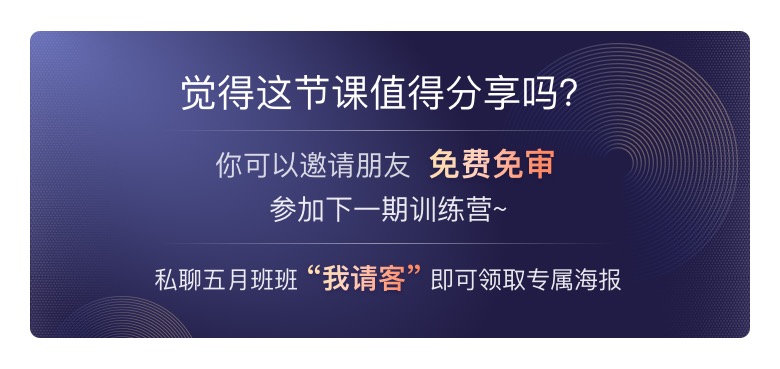 觉得这节课值得分享吗？
你可以邀请朋友 免费免审
参加下一期训练营~
私聊五月班班 “我请客” 即可领取专属海报